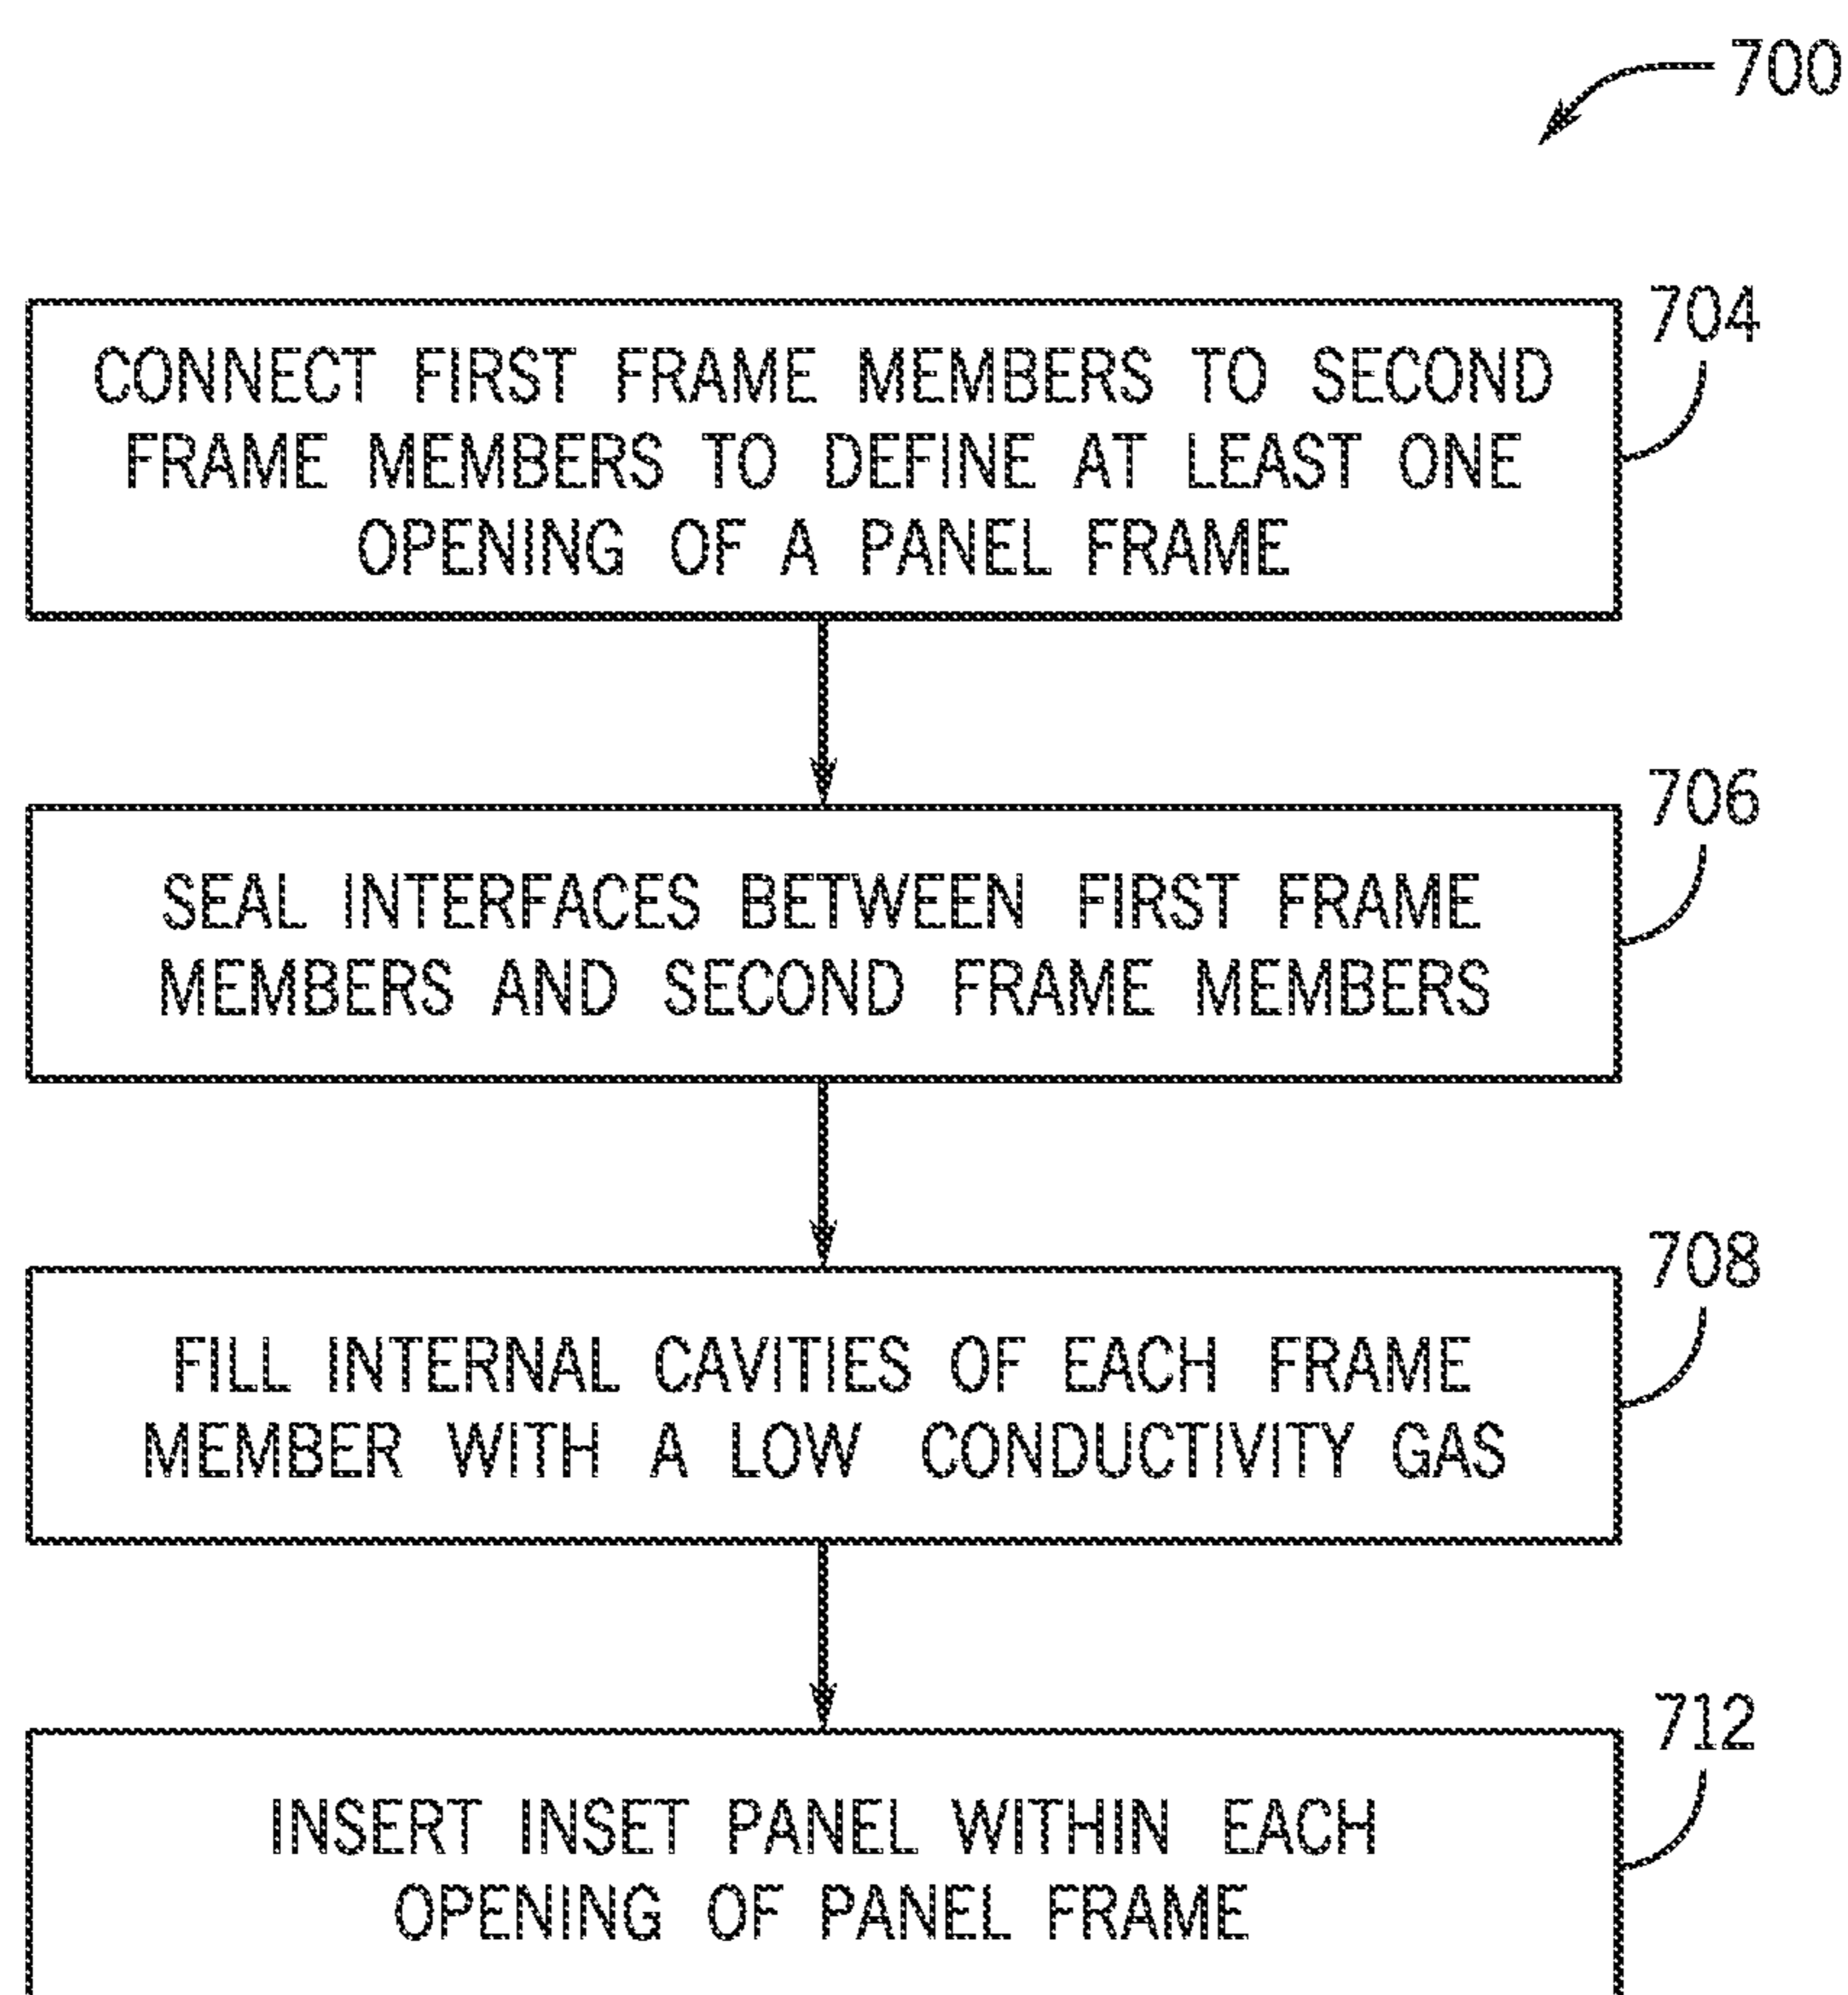 700
704
CONNECT FIRST FRAME MEMBERS TO SECOND
FRAME MEMBERS TO DEFINE AT LEAST ONE
OPENING OF A PANEL FRAME
706
SEAL INTERFACES BETWEEN FIRST FRAME
MEMBERS AND SECOND FRAME MEMBERS
708
FILL INTERNAL CAVITIES OF EACH FRAME
MEMBER WITH A LOW CONDUCTIVITY GAS
712
INSERT INSET PANEL WITHIN EACH
OPENING OF PANEL FRAME